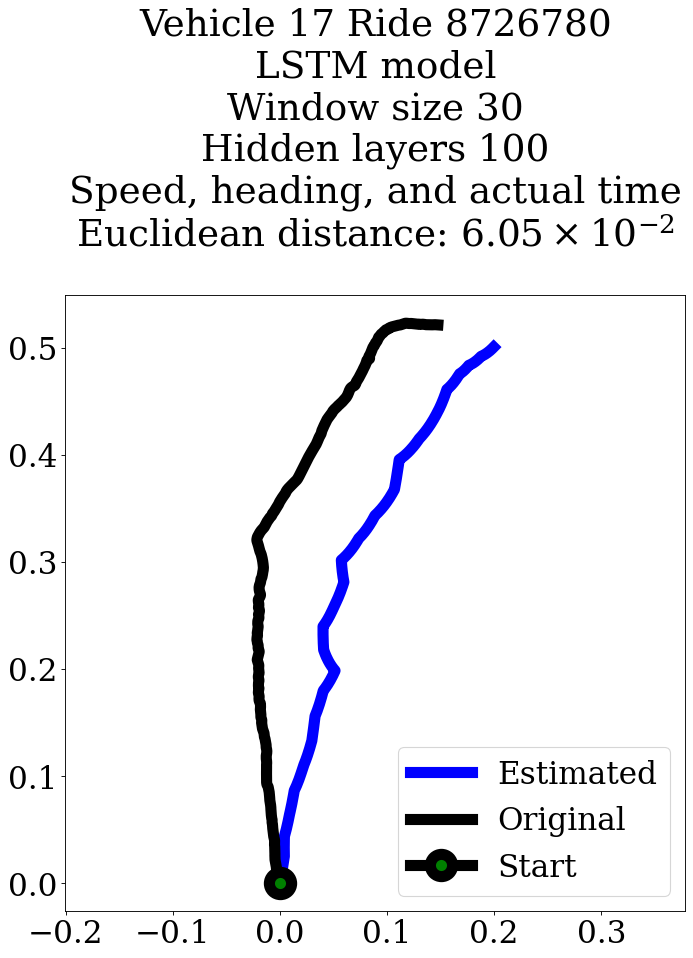 Vehicle 17 Ride 8726780
LSTM model
Window size 30
Hidden layers 100
Speed, heading, and actual time
Euclidean distance: 6.05 × 10⁻²
0.5
0.4
0.3
0.2
0.1
0.0
Estimated
Original
Start
−0.2 −0.1 0.0 0.1 0.2 0.3